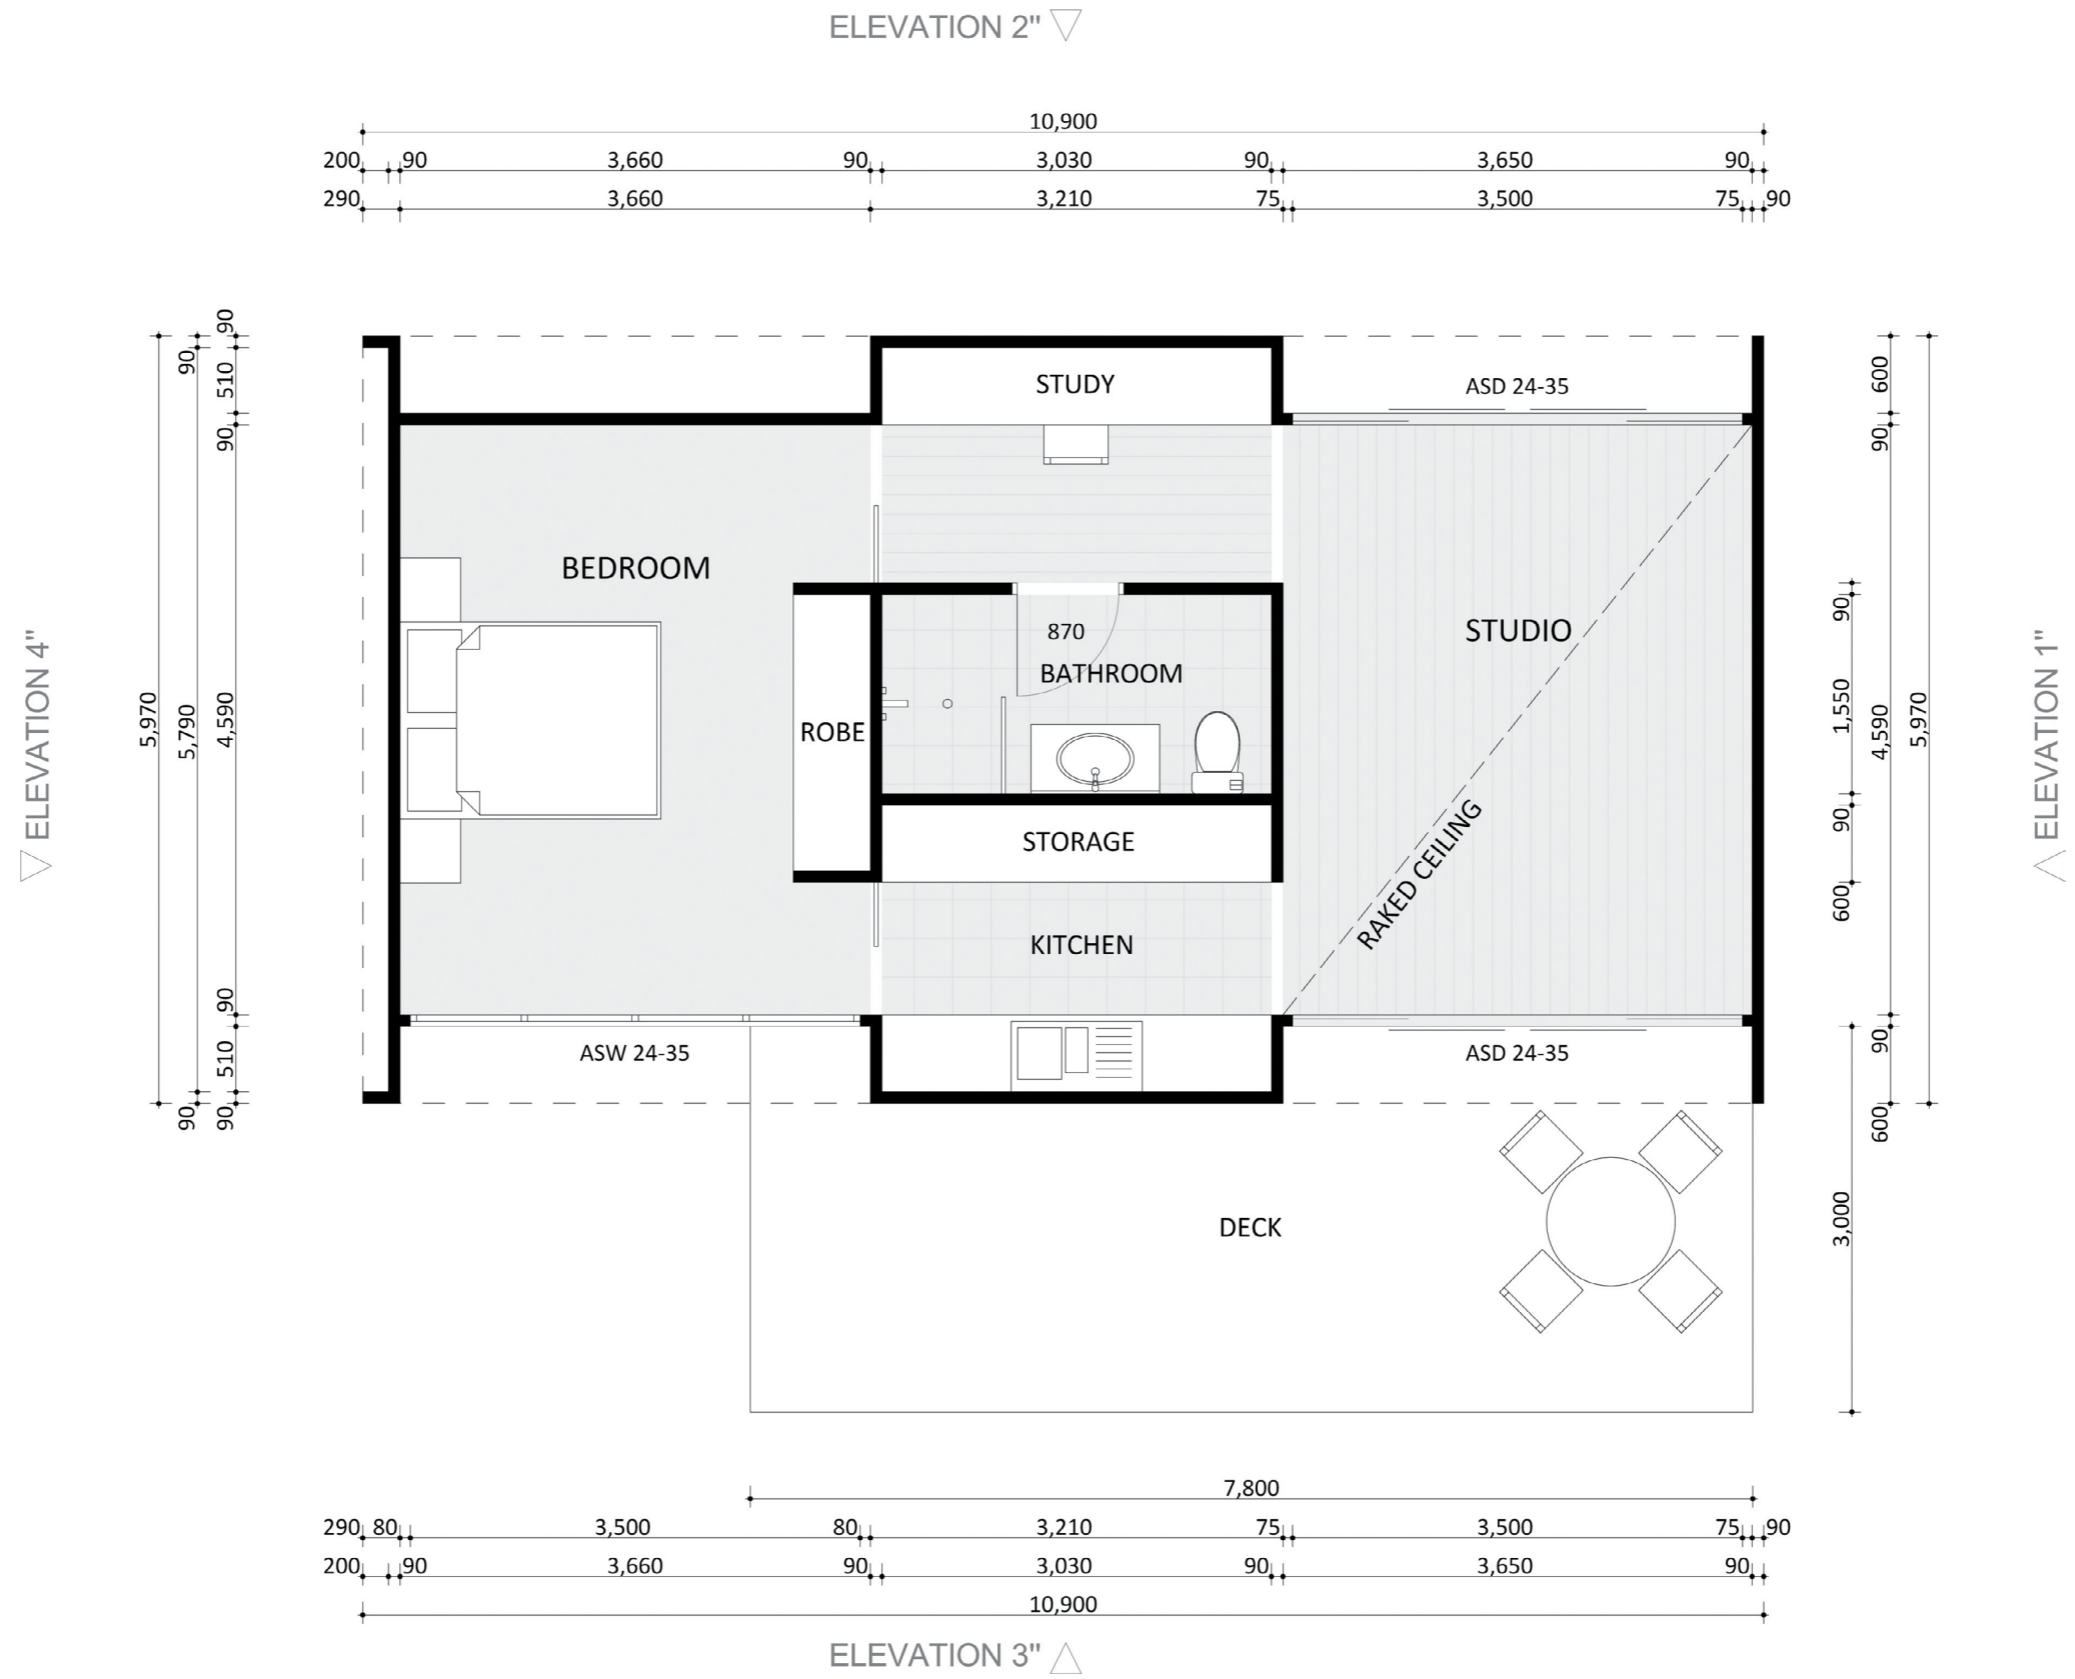 ELEVATION 2"
10,900
200 90 3,660 90 3,030 90 3,650 90
290 3,660 3,210 75 3,500 75 90
90
90
510
90
600
90
STUDY
ASD 24-35
BEDROOM
870
BATHROOM
STUDIO
ROBE
STORAGE
KITCHEN
RAKED CEILING
ELEVATION 4"
5,970
5,790
4,590
90
1,550
90
600
4,590
5,970
ELEVATION 1"
90
510
90
90
ASW 24-35
ASD 24-35
90
600
3,000
DECK
7,800
290 80 3,500 80 3,210 75 3,500 75 90
200 90 3,660 90 3,030 90 3,650 90
10,900
ELEVATION 3"